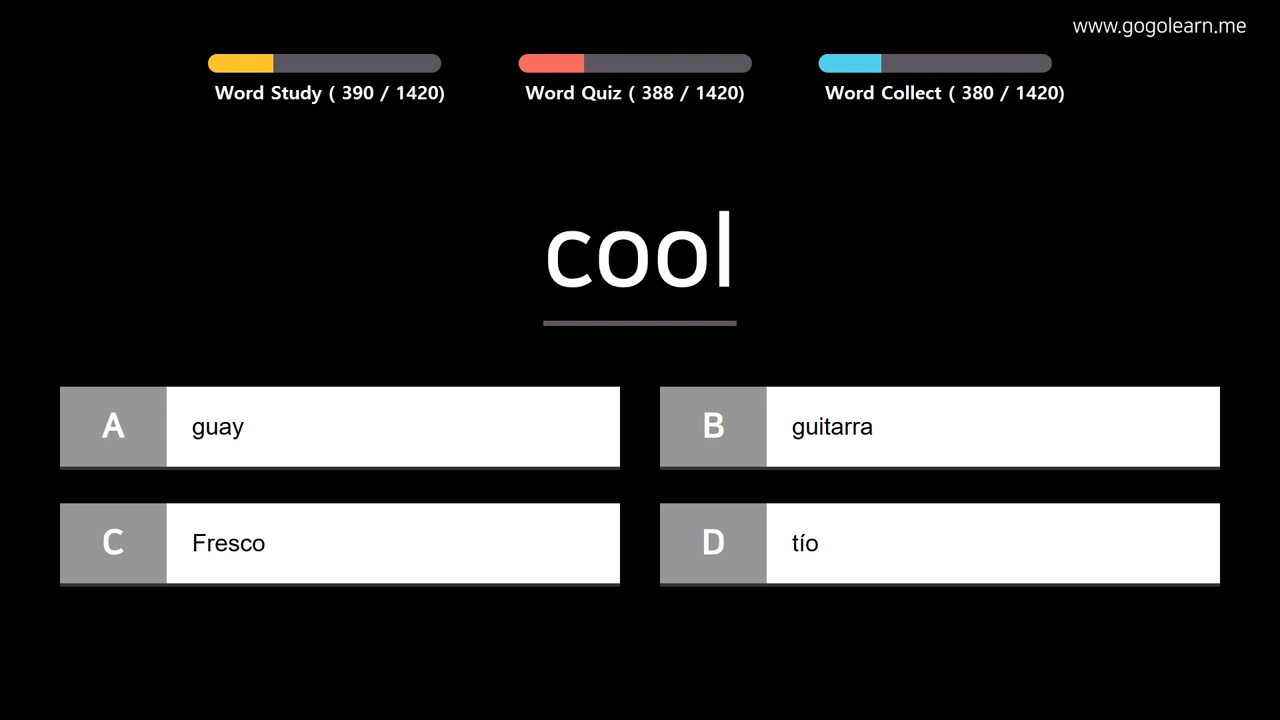 www.gogolearn.me
Word Study ( 390 / 1420)
Word Quiz ( 388 / 1420)
Word Collect ( 380 / 1420)
cool
A guay
B guitarra
C Fresco
D tío